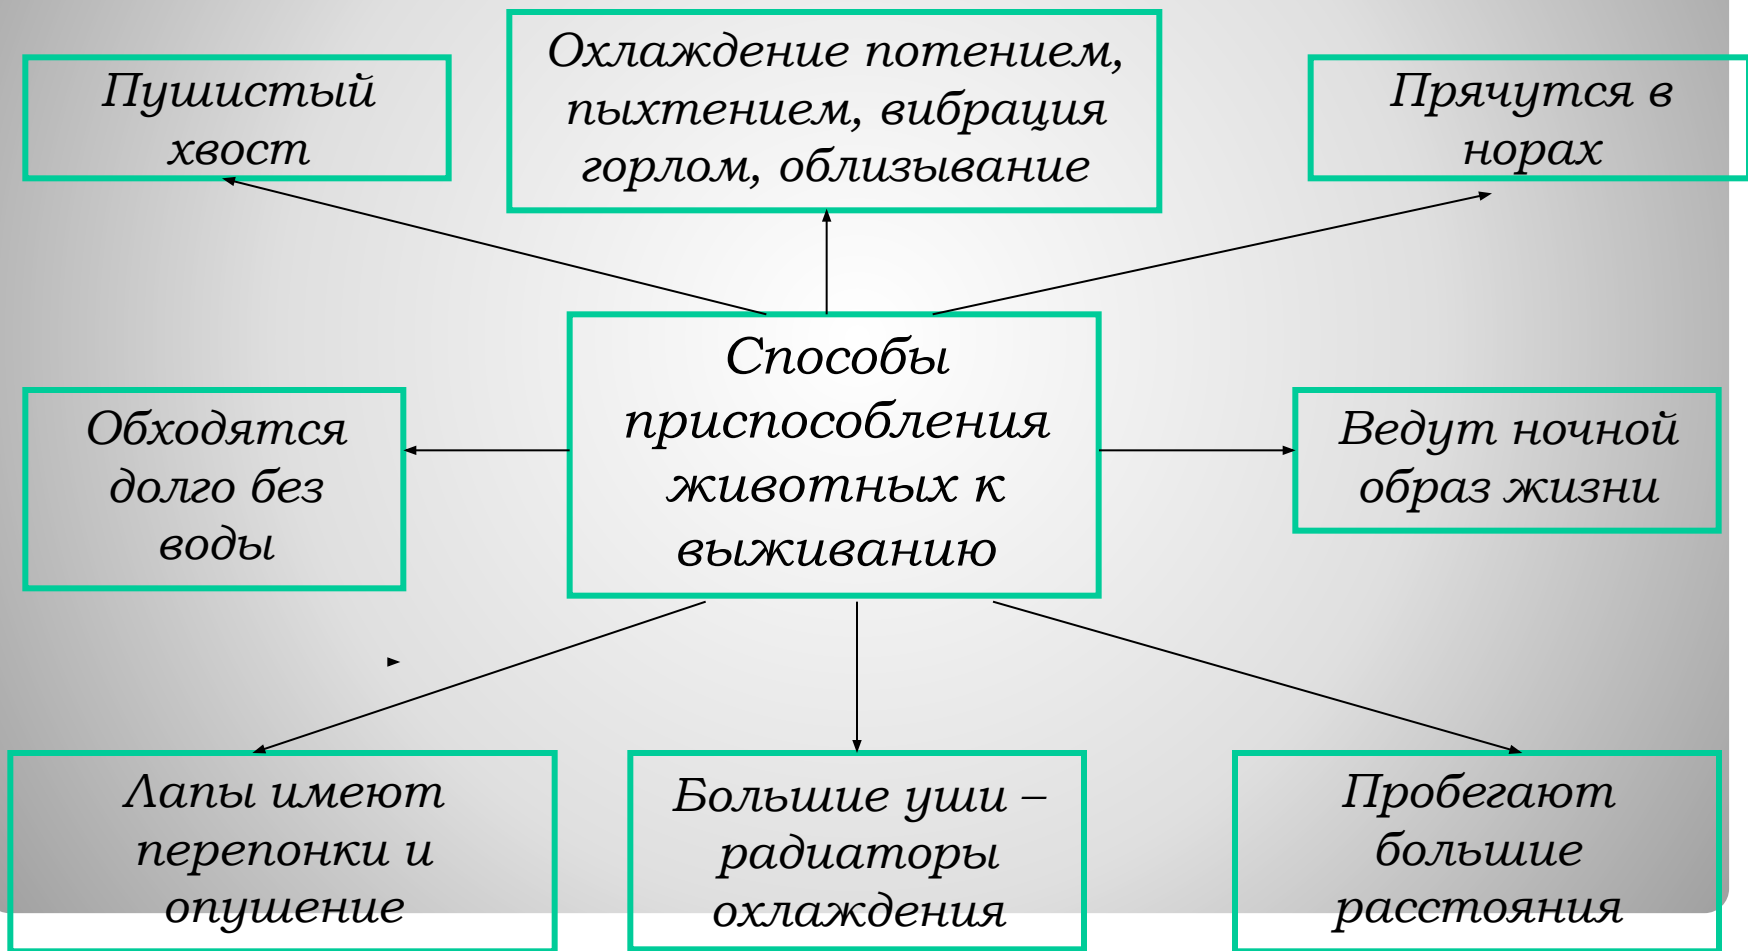 Пушистый
хвост
Охлаждение потением,
пыхтением, вибрация
горлом, облизывание
Прячутся в
норах
Способы
приспособления
животных к
выживанию
Обходятся
долго без
воды
Ведут ночной
образ жизни
Лапы имеют
перепонки и
опушение
Большие уши –
радиаторы
охлаждения
Пробегают
большие
расстояния